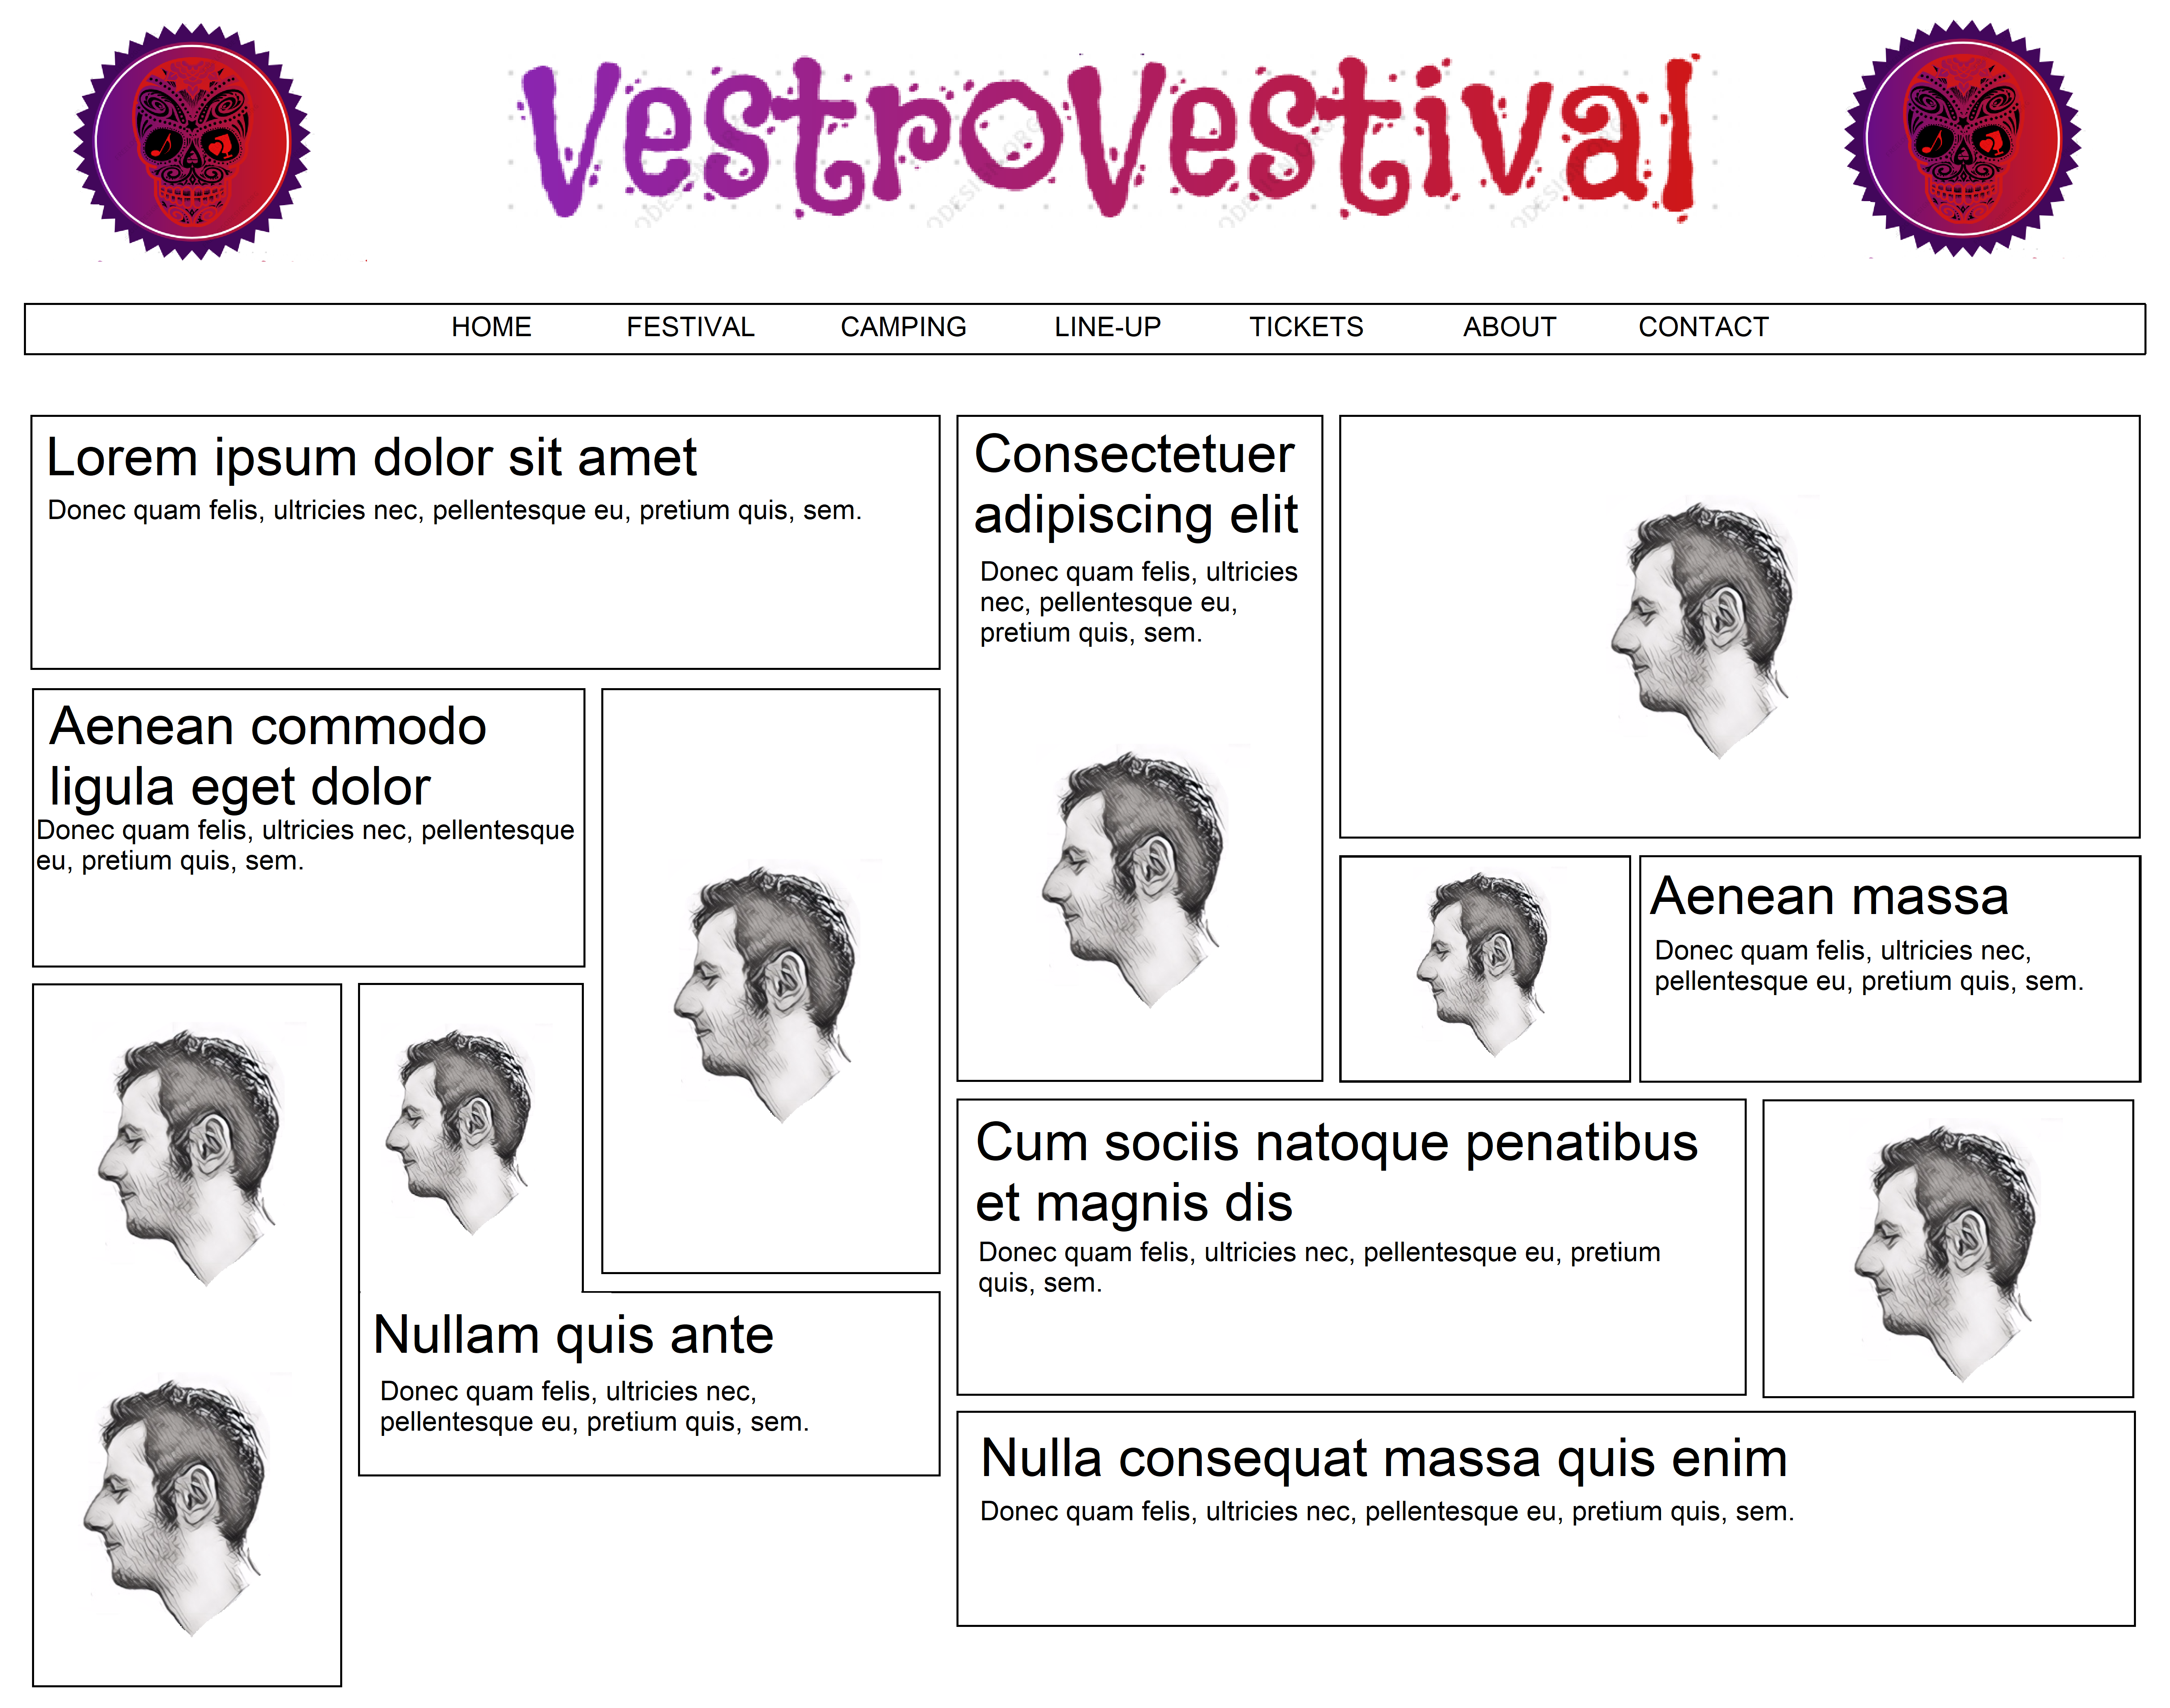 VestroVestival
HOME FESTIVAL CAMPING LINE-UP TICKETS ABOUT CONTACT
Lorem ipsum dolor sit amet
Donec quam felis, ultricies nec, pellentesque eu, pretium quis, sem.
Consectetuer
adipiscing elit
Donec quam felis, ultricies
nec, pellentesque eu,
pretium quis, sem.
Aenean commodo
ligula eget dolor
Donec quam felis, ultricies nec, pellentesque
eu, pretium quis, sem.
Aenean massa
Donec quam felis, ultricies nec,
pellentesque eu, pretium quis, sem.
Cum sociis natoque penatibus
et magnis dis
Donec quam felis, ultricies nec, pellentesque eu, pretium
quis, sem.
Nullam quis ante
Donec quam felis, ultricies nec,
pellentesque eu, pretium quis, sem.
Nulla consequat massa quis enim
Donec quam felis, ultricies nec, pellentesque eu, pretium quis, sem.